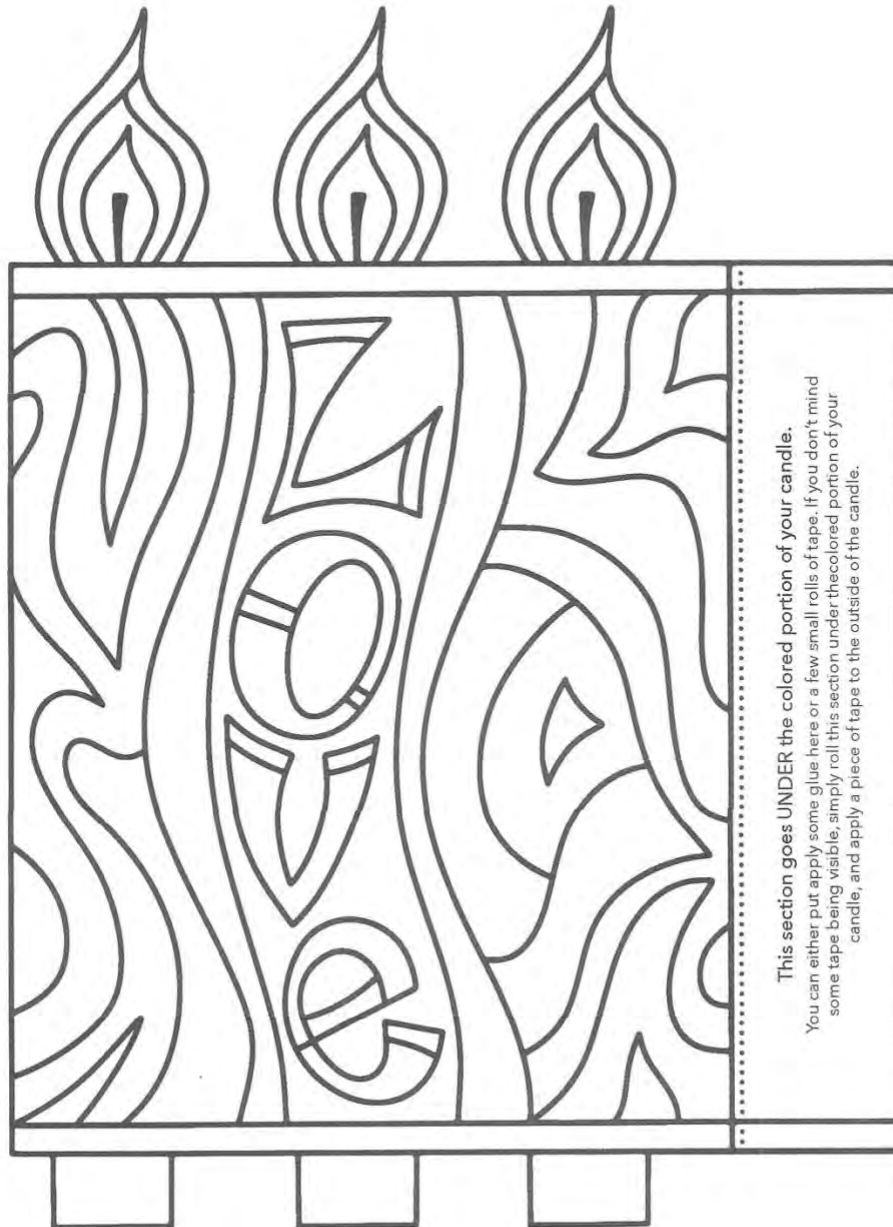 Love
This section goes UNDER the colored portion of your candle.
You can either put apply some glue here or a few small rolls of tape. If you don't mind
some tape being visible, simply roll this section under thecolored portion of your
candle, and apply a piece of tape to the outside of the candle.